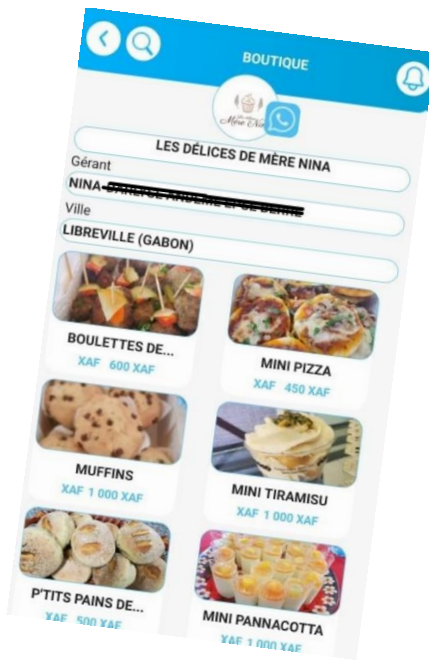 BOUTIQUE
Mère Nina
LES DÉLICES DE MÈRE NINA
Gérant
NINA
Ville
LIBREVILLE (GABON)
BOULETTES DE...
XAF 600 XAF
MINI PIZZA
XAF 450 XAF
MUFFINS
XAF 1 000 XAF
MINI TIRAMISU
XAF 1 000 XAF
P'TITS PAINS DE...
XAF 500 XAF
MINI PANNACOTTA
XAF 1 000 XAF